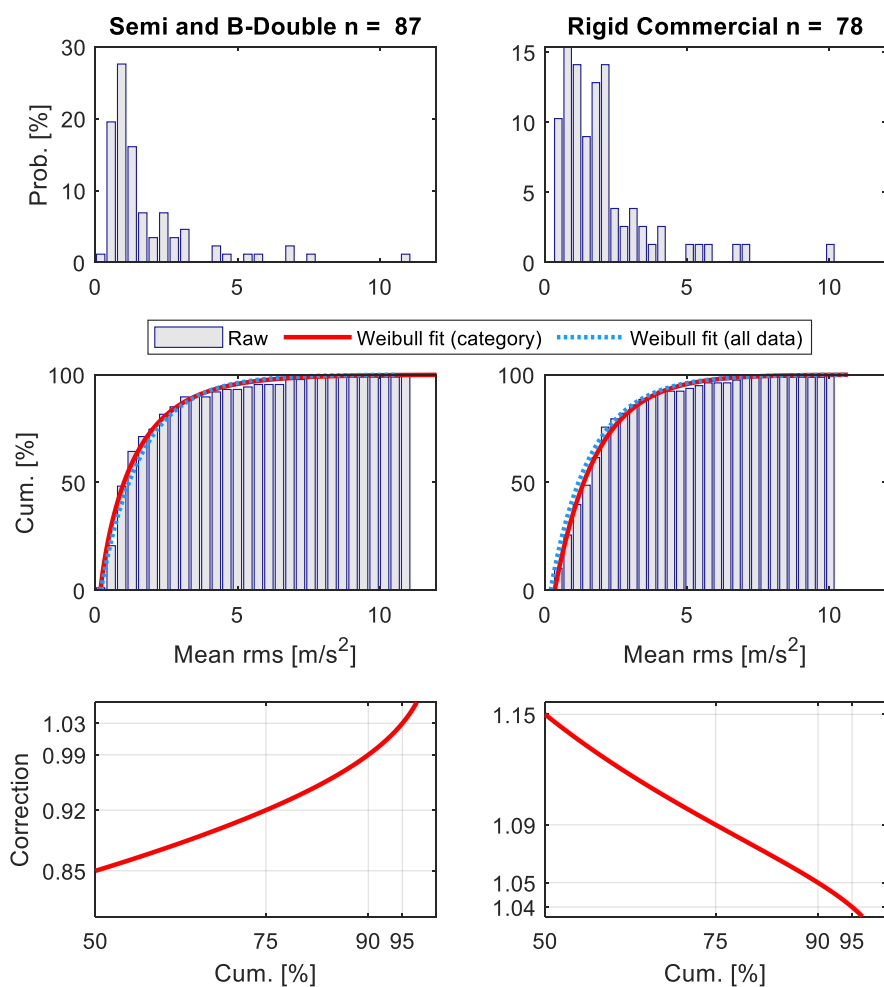 Semi and B-Double n = 87
Rigid Commercial n = 78
Prob. [%]
30
20
10
0
0 5 10
15
10
5
0
0 5 10
Raw Weibull fit (category) Weibull fit (all data)
Cum. [%]
100
50
0
0 5 10
Mean rms [m/s²]
100
50
0
0 5 10
Mean rms [m/s²]
Correction
1.03
0.99
0.92
0.85
50 75 90 95
Cum. [%]
1.15
1.09
1.05
1.04
50 75 90 95
Cum. [%]